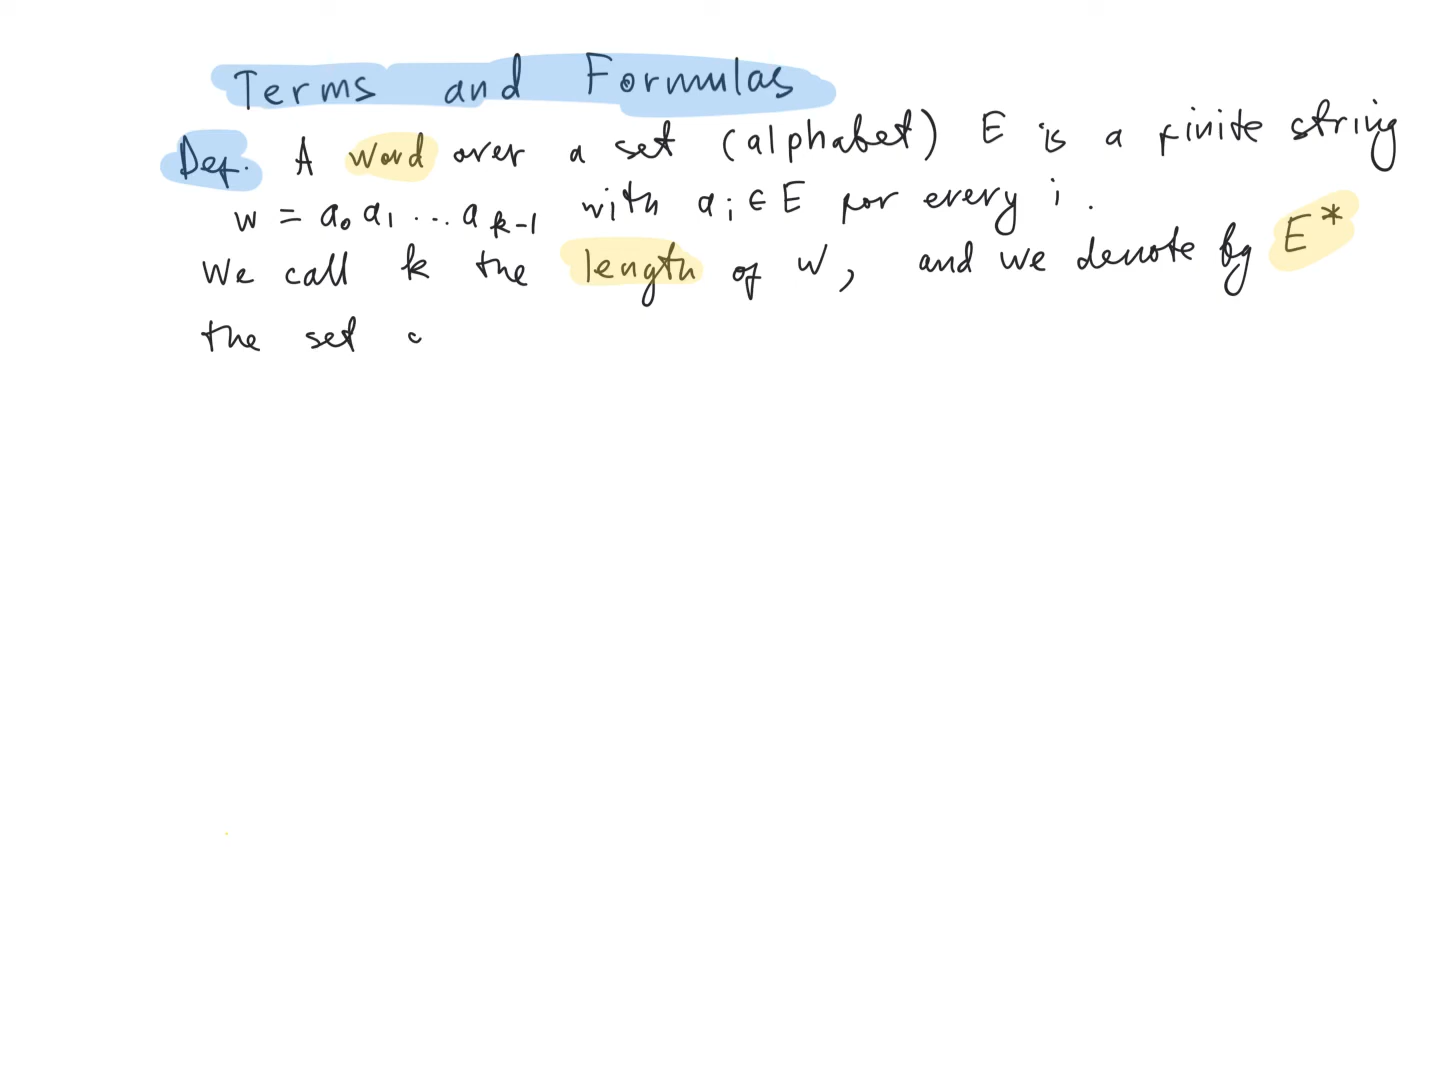 Terms and Formulas
Def. A word over a set (alphabet) E is a finite string
w = a₀ a₁ ... a k-1 with aᵢ ∈ E for every i.
We call k the length of w, and we denote by E*
the set